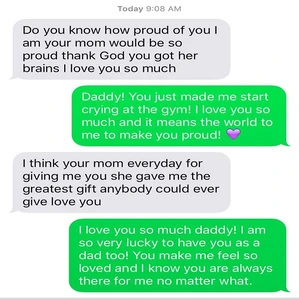 Today 9:08 AM
Do you know how proud of you I
am your mom would be so
proud thank God you got her
brains I love you so much
Daddy! You just made me start
crying at the gym! I love you so
much and it means the world to
me to make you proud! 💜
I think your mom everyday for
giving me you she gave me the
greatest gift anybody could ever
give love you
I love you so much daddy! I am
so very lucky to have you as a
dad too! You make me feel so
loved and I know you are always
there for me no matter what.